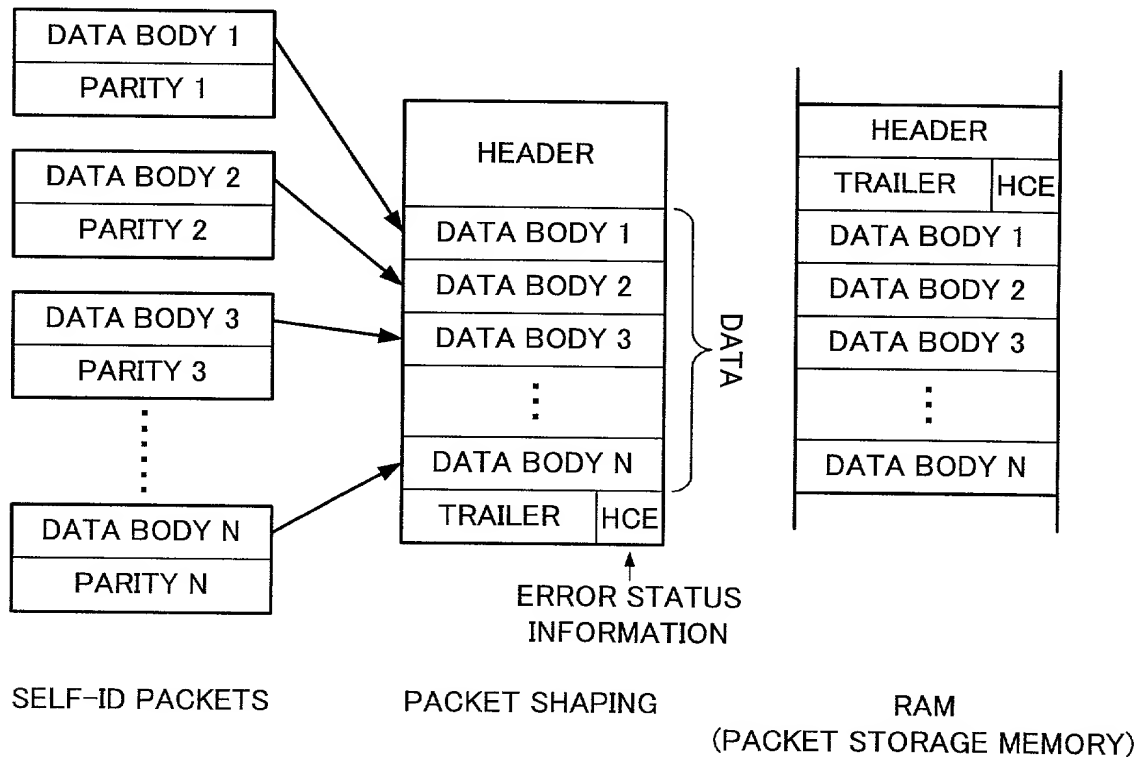 DATA BODY 1
PARITY 1
DATA BODY 2
PARITY 2
DATA BODY 3
PARITY 3
DATA BODY N
PARITY N
SELF-ID PACKETS
HEADER
DATA BODY 1
DATA BODY 2
DATA BODY 3
DATA BODY N
TRAILER HCE
DATA
ERROR STATUS
INFORMATION
PACKET SHAPING
HEADER
TRAILER HCE
DATA BODY 1
DATA BODY 2
DATA BODY 3
DATA BODY N
RAM
(PACKET STORAGE MEMORY)